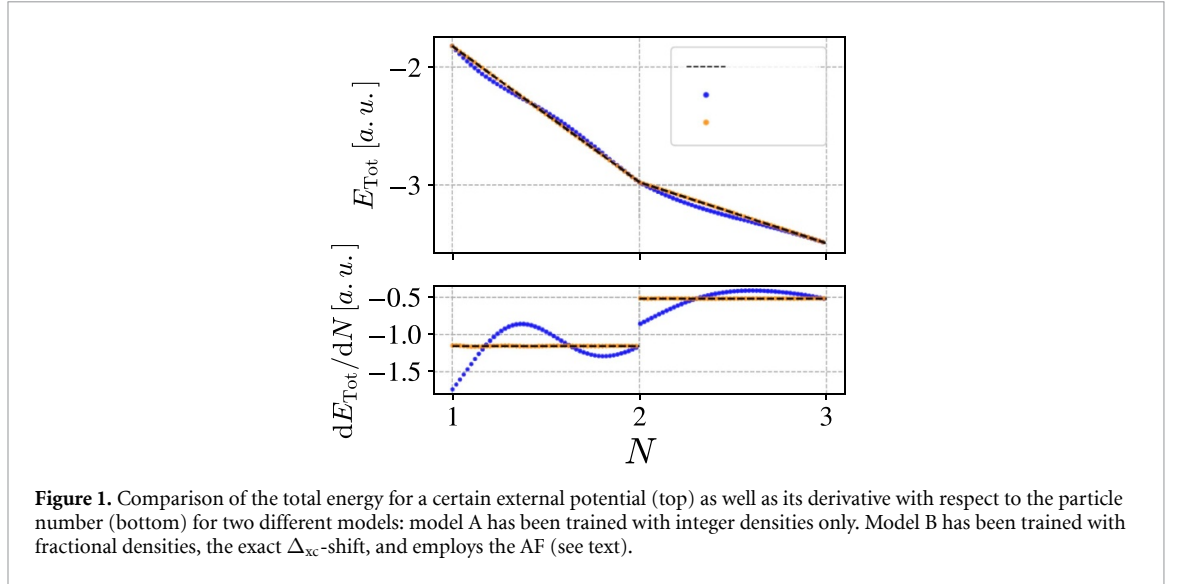 −2
−3
E_Tot [a. u.]
−0.5
−1.0
−1.5
dE_Tot/dN [a. u.]
1 2 3
N
Figure 1. Comparison of the total energy for a certain external potential (top) as well as its derivative with respect to the particle
number (bottom) for two different models: model A has been trained with integer densities only. Model B has been trained with
fractional densities, the exact Δxc-shift, and employs the AF (see text).